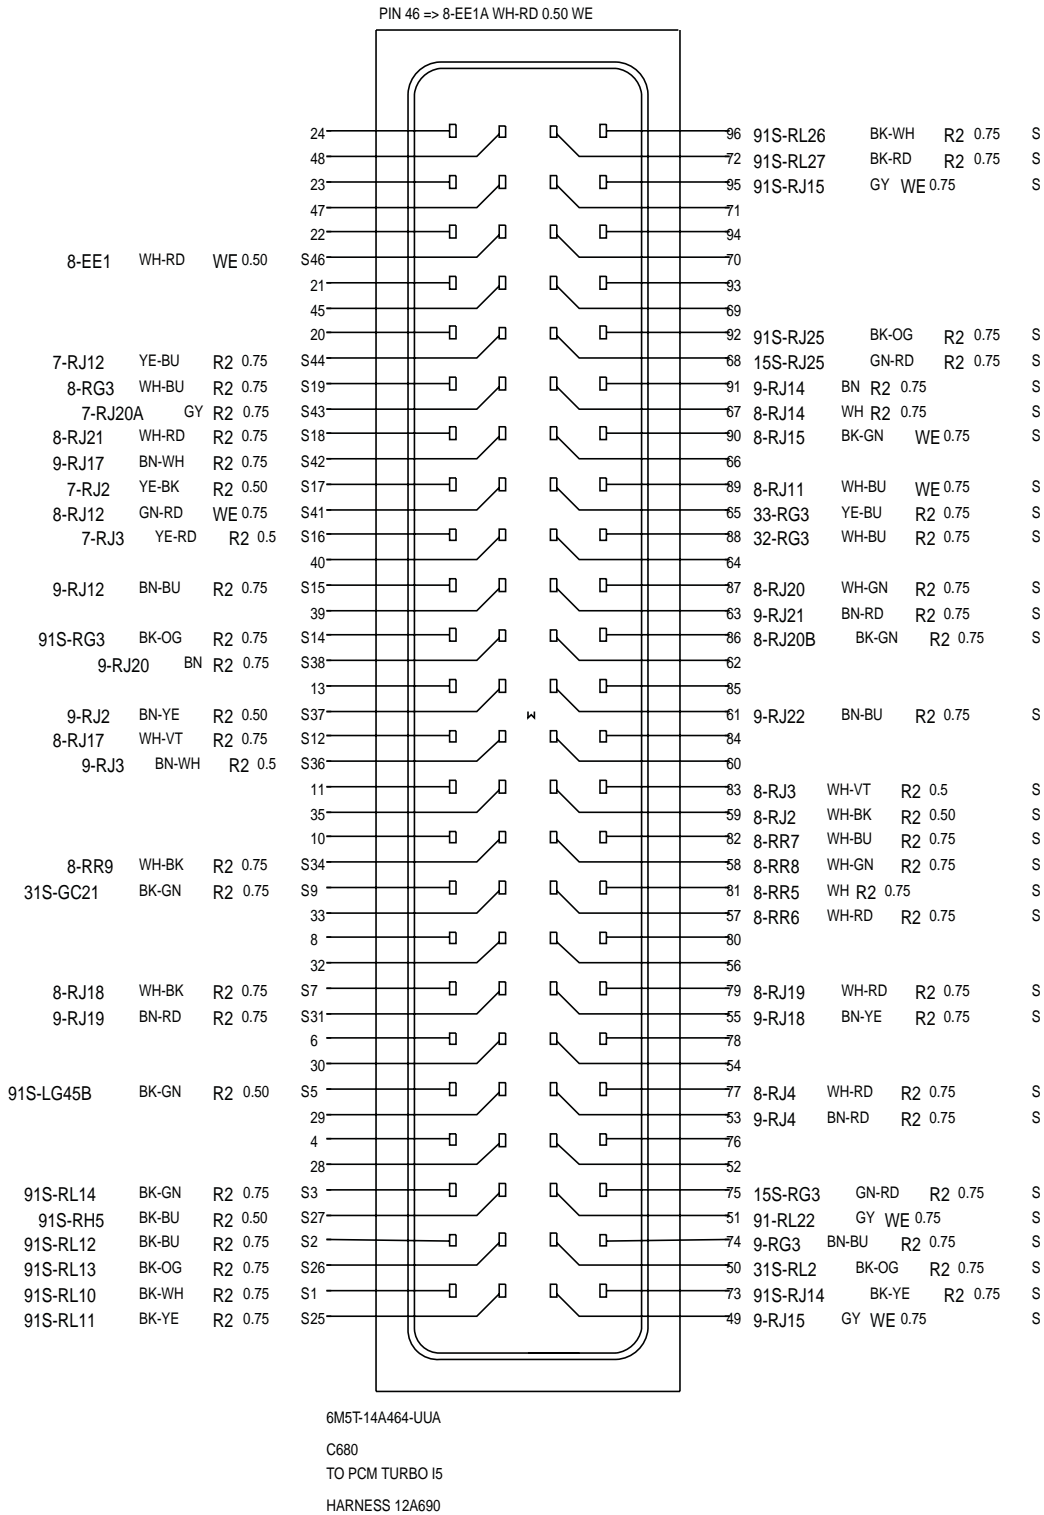 PIN 46 => 8-EE1A WH-RD 0.50 WE
24 96 91S-RL26 BK-WH R2 0.75 S
48 72 91S-RL27 BK-RD R2 0.75 S
23 95 91S-RJ15 GY WE 0.75 S
47 71
22 94
8-EE1 WH-RD WE 0.50 S46 70
21 93
45 69
20 92 91S-RJ25 BK-OG R2 0.75 S
7-RJ12 YE-BU R2 0.75 S44 68 15S-RJ25 GN-RD R2 0.75 S
8-RG3 WH-BU R2 0.75 S19 91 9-RJ14 BN R2 0.75 S
7-RJ20A GY R2 0.75 S43 67 8-RJ14 WH R2 0.75 S
8-RJ21 WH-RD R2 0.75 S18 90 8-RJ15 BK-GN WE 0.75 S
9-RJ17 BN-WH R2 0.75 S42 66
7-RJ2 YE-BK R2 0.50 S17 89 8-RJ11 WH-BU WE 0.75 S
8-RJ12 GN-RD WE 0.75 S41 65 33-RG3 YE-BU R2 0.75 S
7-RJ3 YE-RD R2 0.5 S16 88 32-RG3 WH-BU R2 0.75 S
40 64
9-RJ12 BN-BU R2 0.75 S15 87 8-RJ20 WH-GN R2 0.75 S
39 63 9-RJ21 BN-RD R2 0.75 S
91S-RG3 BK-OG R2 0.75 S14 86 8-RJ20B BK-GN R2 0.75 S
9-RJ20 BN R2 0.75 S38 62
13 85
9-RJ2 BN-YE R2 0.50 S37 61 9-RJ22 BN-BU R2 0.75 S
8-RJ17 WH-VT R2 0.75 S12 84
9-RJ3 BN-WH R2 0.5 S36 60
11 83 8-RJ3 WH-VT R2 0.5 S
35 59 8-RJ2 WH-BK R2 0.50 S
10 82 8-RR7 WH-BU R2 0.75 S
8-RR9 WH-BK R2 0.75 S34 58 8-RR8 WH-GN R2 0.75 S
31S-GC21 BK-GN R2 0.75 S9 81 8-RR5 WH R2 0.75 S
33 57 8-RR6 WH-RD R2 0.75 S
8 80
32 56
8-RJ18 WH-BK R2 0.75 S7 79 8-RJ19 WH-RD R2 0.75 S
9-RJ19 BN-RD R2 0.75 S31 55 9-RJ18 BN-YE R2 0.75 S
6 78
30 54
91S-LG45B BK-GN R2 0.50 S5 77 8-RJ4 WH-RD R2 0.75 S
29 53 9-RJ4 BN-RD R2 0.75 S
4 76
28 52
91S-RL14 BK-GN R2 0.75 S3 75 15S-RG3 GN-RD R2 0.75 S
91S-RH5 BK-BU R2 0.50 S27 51 91-RL22 GY WE 0.75 S
91S-RL12 BK-BU R2 0.75 S2 74 9-RG3 BN-BU R2 0.75 S
91S-RL13 BK-OG R2 0.75 S26 50 31S-RL2 BK-OG R2 0.75 S
91S-RL10 BK-WH R2 0.75 S1 73 91S-RJ14 BK-YE R2 0.75 S
91S-RL11 BK-YE R2 0.75 S25 49 9-RJ15 GY WE 0.75 S
6M5T-14A464-UUA
C680
TO PCM TURBO I5
HARNESS 12A690